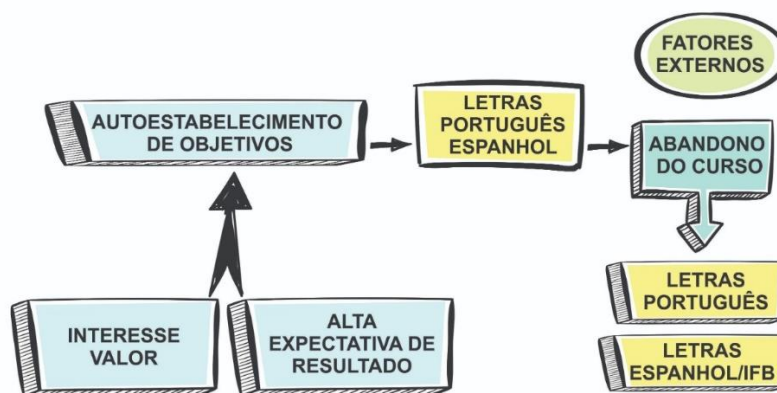 FATORES
EXTERNOS
AUTOESTABELECIMENTO
DE OBJETIVOS
LETRAS
PORTUGUÊS
ESPANHOL
ABANDONO
DO CURSO
INTERESSE
VALOR
ALTA
EXPECTATIVA DE
RESULTADO
LETRAS
PORTUGUÊS
LETRAS
ESPANHOL/IFB